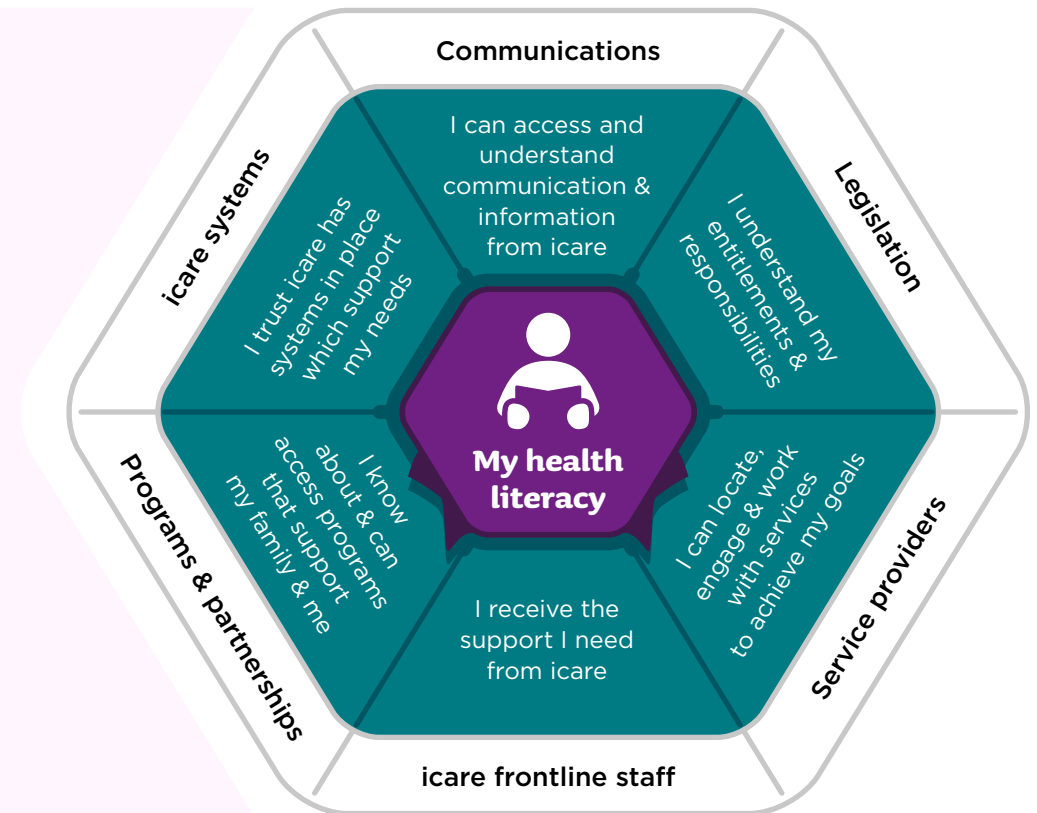 Communications
I can access and
understand
communication &
information
from icare
Legislation
I understand my
entitlements &
responsibilities
Service providers
I can locate,
engage & work
with services
to achieve my goals
icare frontline staff
I receive the
support I need
from icare
Programs & partnerships
I know
about & can
access programs
that support
my family & me
icare systems
I trust icare has
systems in place
which support
my needs
My health
literacy